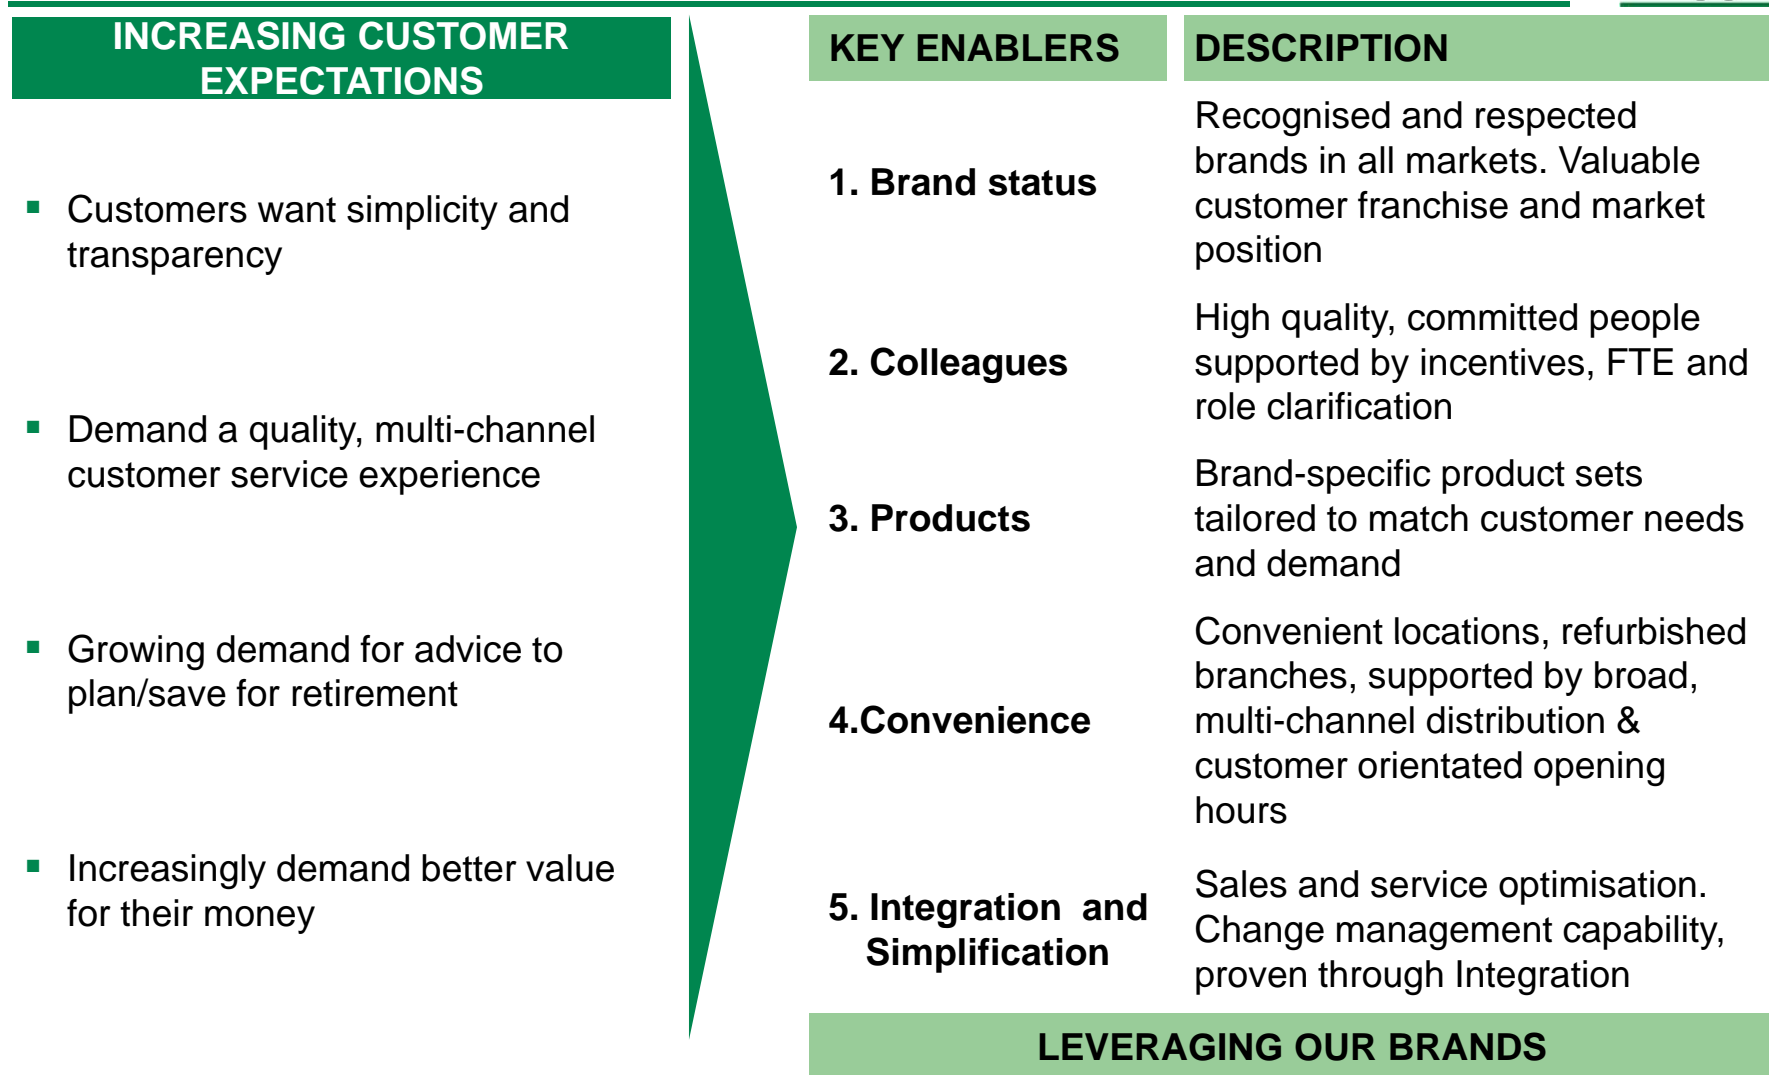 INCREASING CUSTOMER
EXPECTATIONS
▪ Customers want simplicity and
transparency
▪ Demand a quality, multi-channel
customer service experience
▪ Growing demand for advice to
plan/save for retirement
▪ Increasingly demand better value
for their money
KEY ENABLERS
DESCRIPTION
1. Brand status
Recognised and respected
brands in all markets. Valuable
customer franchise and market
position
2. Colleagues
High quality, committed people
supported by incentives, FTE and
role clarification
3. Products
Brand-specific product sets
tailored to match customer needs
and demand
4.Convenience
Convenient locations, refurbished
branches, supported by broad,
multi-channel distribution &
customer orientated opening
hours
5. Integration and
Simplification
Sales and service optimisation.
Change management capability,
proven through Integration
LEVERAGING OUR BRANDS